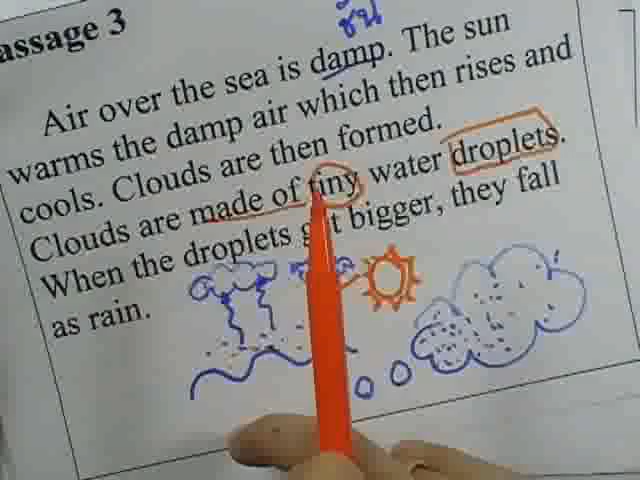 assage 3
ชื้น
Air over the sea is damp. The sun
warms the damp air which then rises and
cools. Clouds are then formed.
Clouds are made of tiny water droplets.
When the droplets get bigger, they fall
as rain.